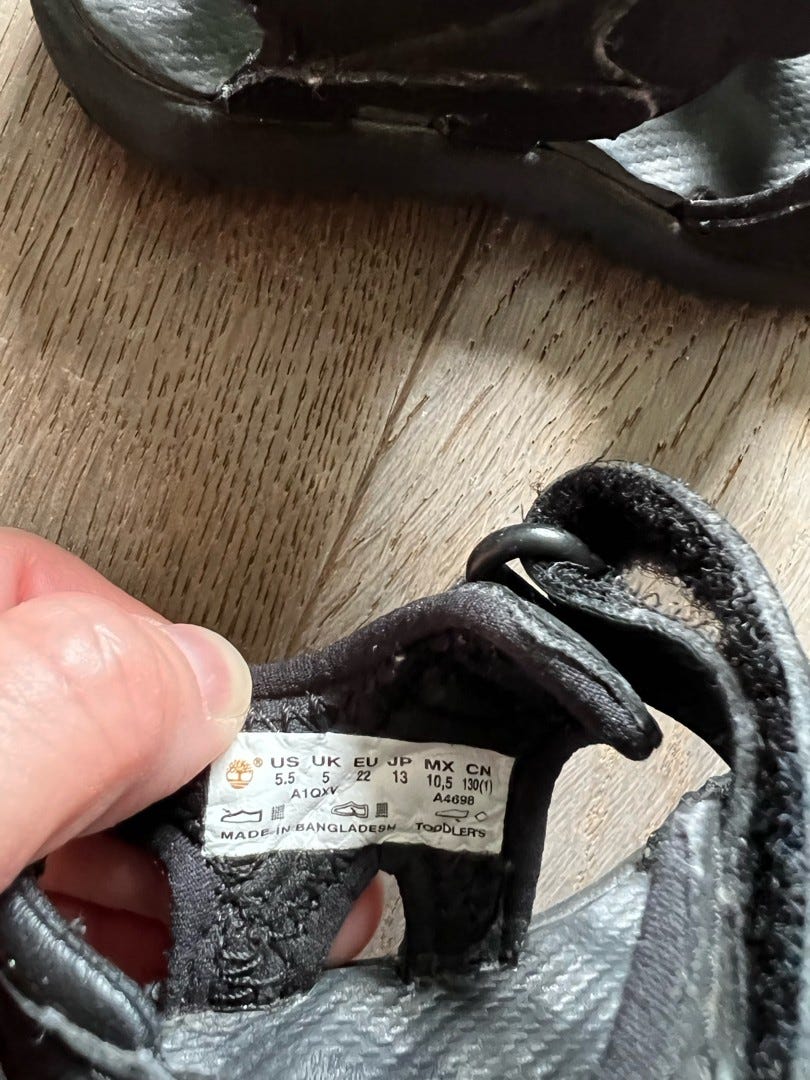 ® US UK EU JP MX CN
5.5 5 22 13 10,5 130(1)
A1QXV A4698
MADE IN BANGLADESH TODDLER'S